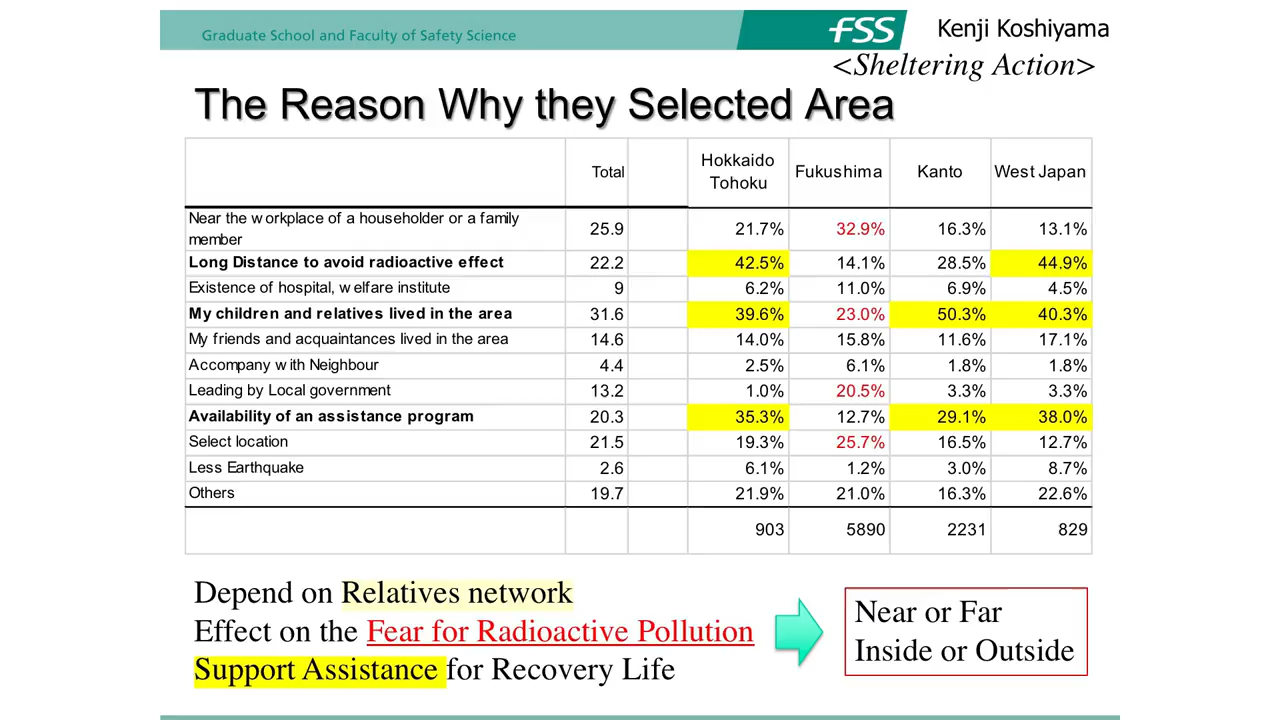 Graduate School and Faculty of Safety Science
FSS
Kenji Koshiyama
<Sheltering Action>
The Reason Why they Selected Area
Total Hokkaido Tohoku Fukushima Kanto West Japan
Near the workplace of a householder or a family
member 25.9 21.7% 32.9% 16.3% 13.1%
Long Distance to avoid radioactive effect 22.2 42.5% 14.1% 28.5% 44.9%
Existence of hospital, welfare institute 9 6.2% 11.0% 6.9% 4.5%
My children and relatives lived in the area 31.6 39.6% 23.0% 50.3% 40.3%
My friends and acquaintances lived in the area 14.6 14.0% 15.8% 11.6% 17.1%
Accompany with Neighbour 4.4 2.5% 6.1% 1.8% 1.8%
Leading by Local government 13.2 1.0% 20.5% 3.3% 3.3%
Availability of an assistance program 20.3 35.3% 12.7% 29.1% 38.0%
Select location 21.5 19.3% 25.7% 16.5% 12.7%
Less Earthquake 2.6 6.1% 1.2% 3.0% 8.7%
Others 19.7 21.9% 21.0% 16.3% 22.6%
903 5890 2231 829
Depend on Relatives network
Effect on the Fear for Radioactive Pollution
Support Assistance for Recovery Life
Near or Far
Inside or Outside